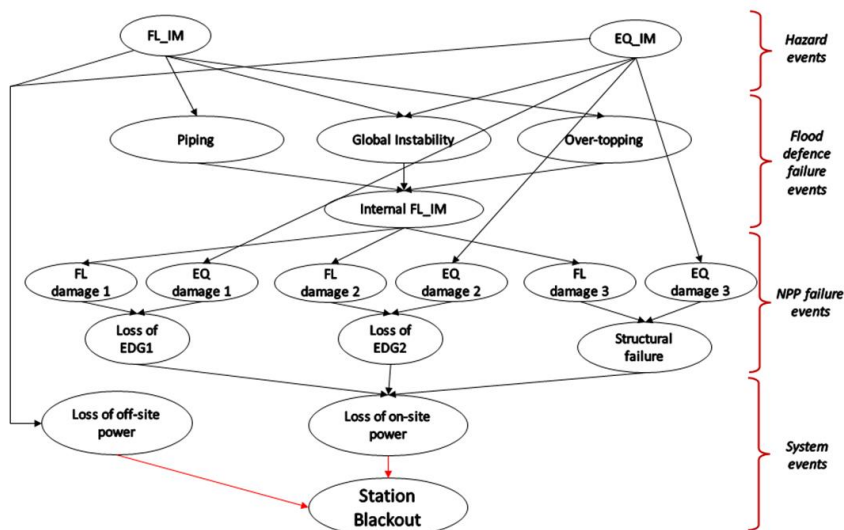 FL_IM
EQ_IM
Hazard
events
Piping
Global Instability
Over-topping
Flood
defence
failure
events
Internal FL_IM
FL
damage 1
EQ
damage 1
FL
damage 2
EQ
damage 2
FL
damage 3
EQ
damage 3
NPP failure
events
Loss of
EDG1
Loss of
EDG2
Structural
failure
Loss of off-site
power
Loss of on-site
power
System
events
Station
Blackout